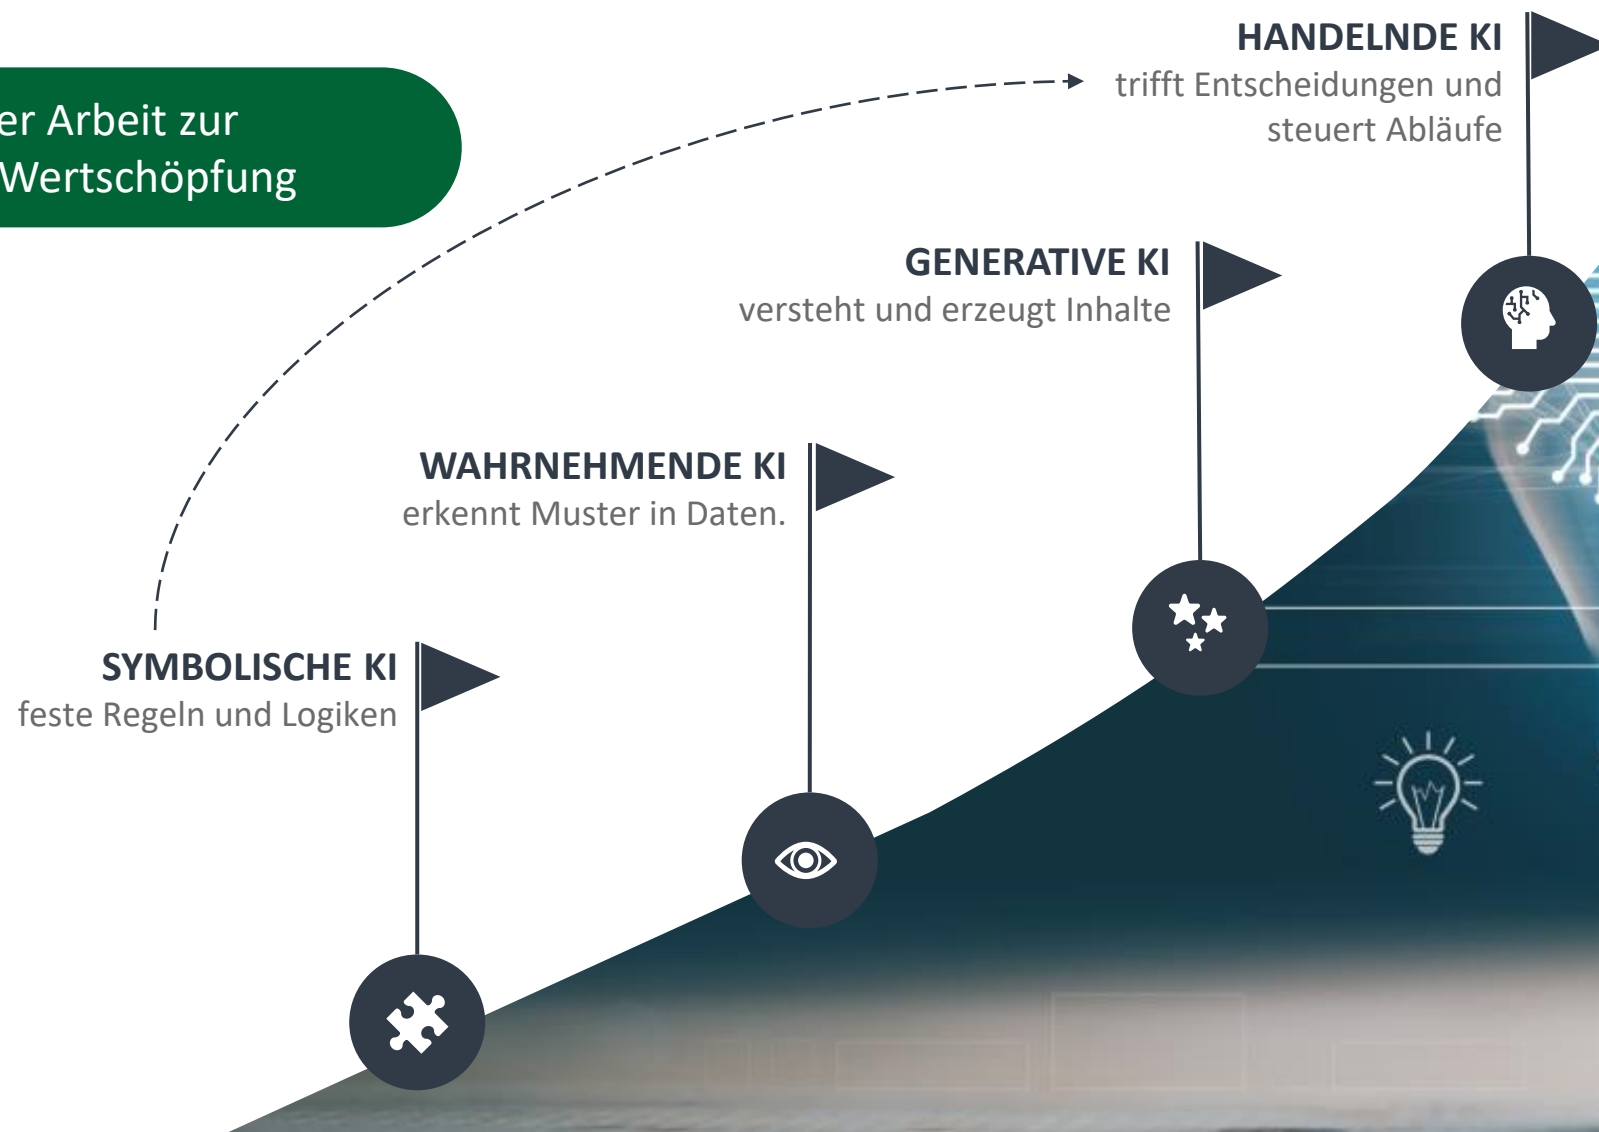 er Arbeit zur
Wertschöpfung
HANDELNDE KI
trifft Entscheidungen und
steuert Abläufe
GENERATIVE KI
versteht und erzeugt Inhalte
WAHRNEHMENDE KI
erkennt Muster in Daten.
SYMBOLISCHE KI
feste Regeln und Logiken